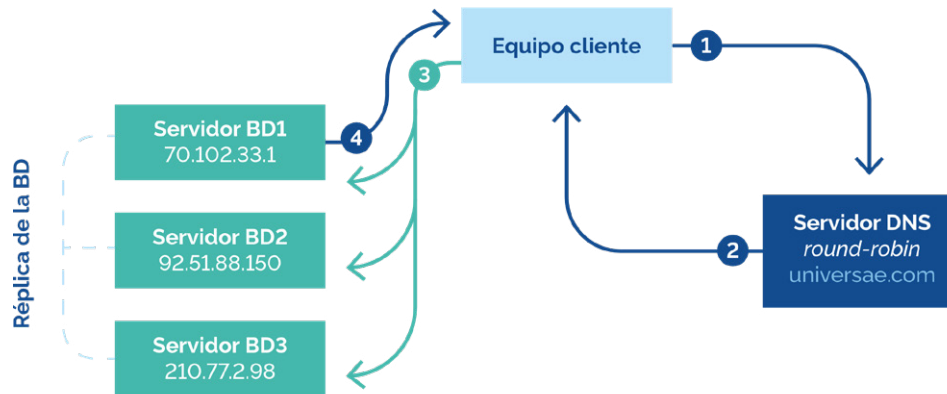 Equipo cliente
1
3
4
Servidor BD1
70.102.33.1
Réplica de la BD
Servidor BD2
92.51.88.150
2
Servidor DNS
round-robin
universae.com
Servidor BD3
210.77.2.98